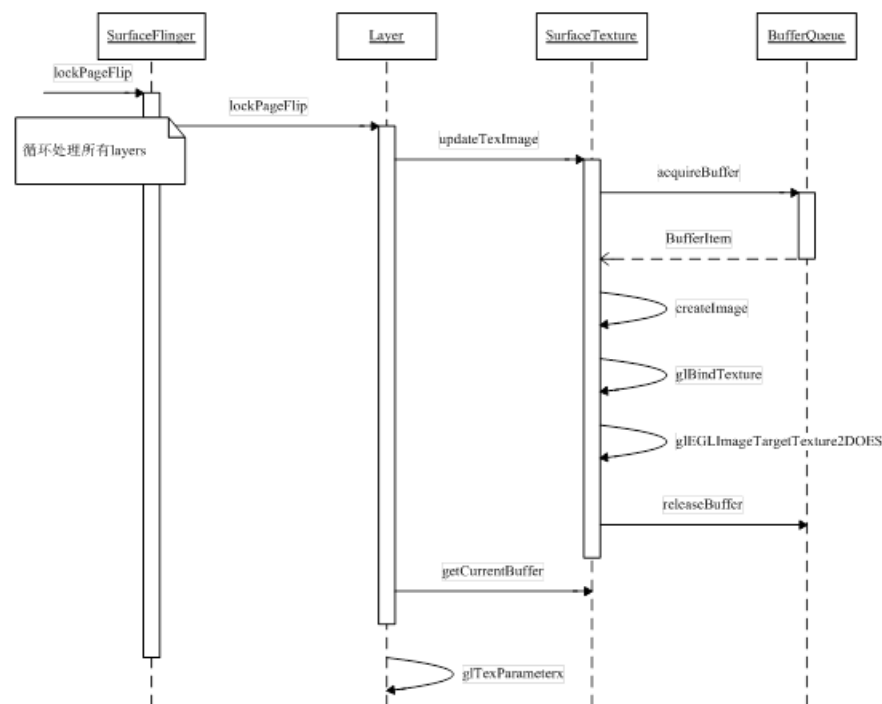 SurfaceFlinger
Layer
SurfaceTexture
BufferQueue
lockPageFlip
lockPageFlip
循环处理所有layers
updateTexImage
acquireBuffer
BufferItem
createImage
glBindTexture
glEGLImageTargetTexture2DOES
releaseBuffer
getCurrentBuffer
glTexParameterx